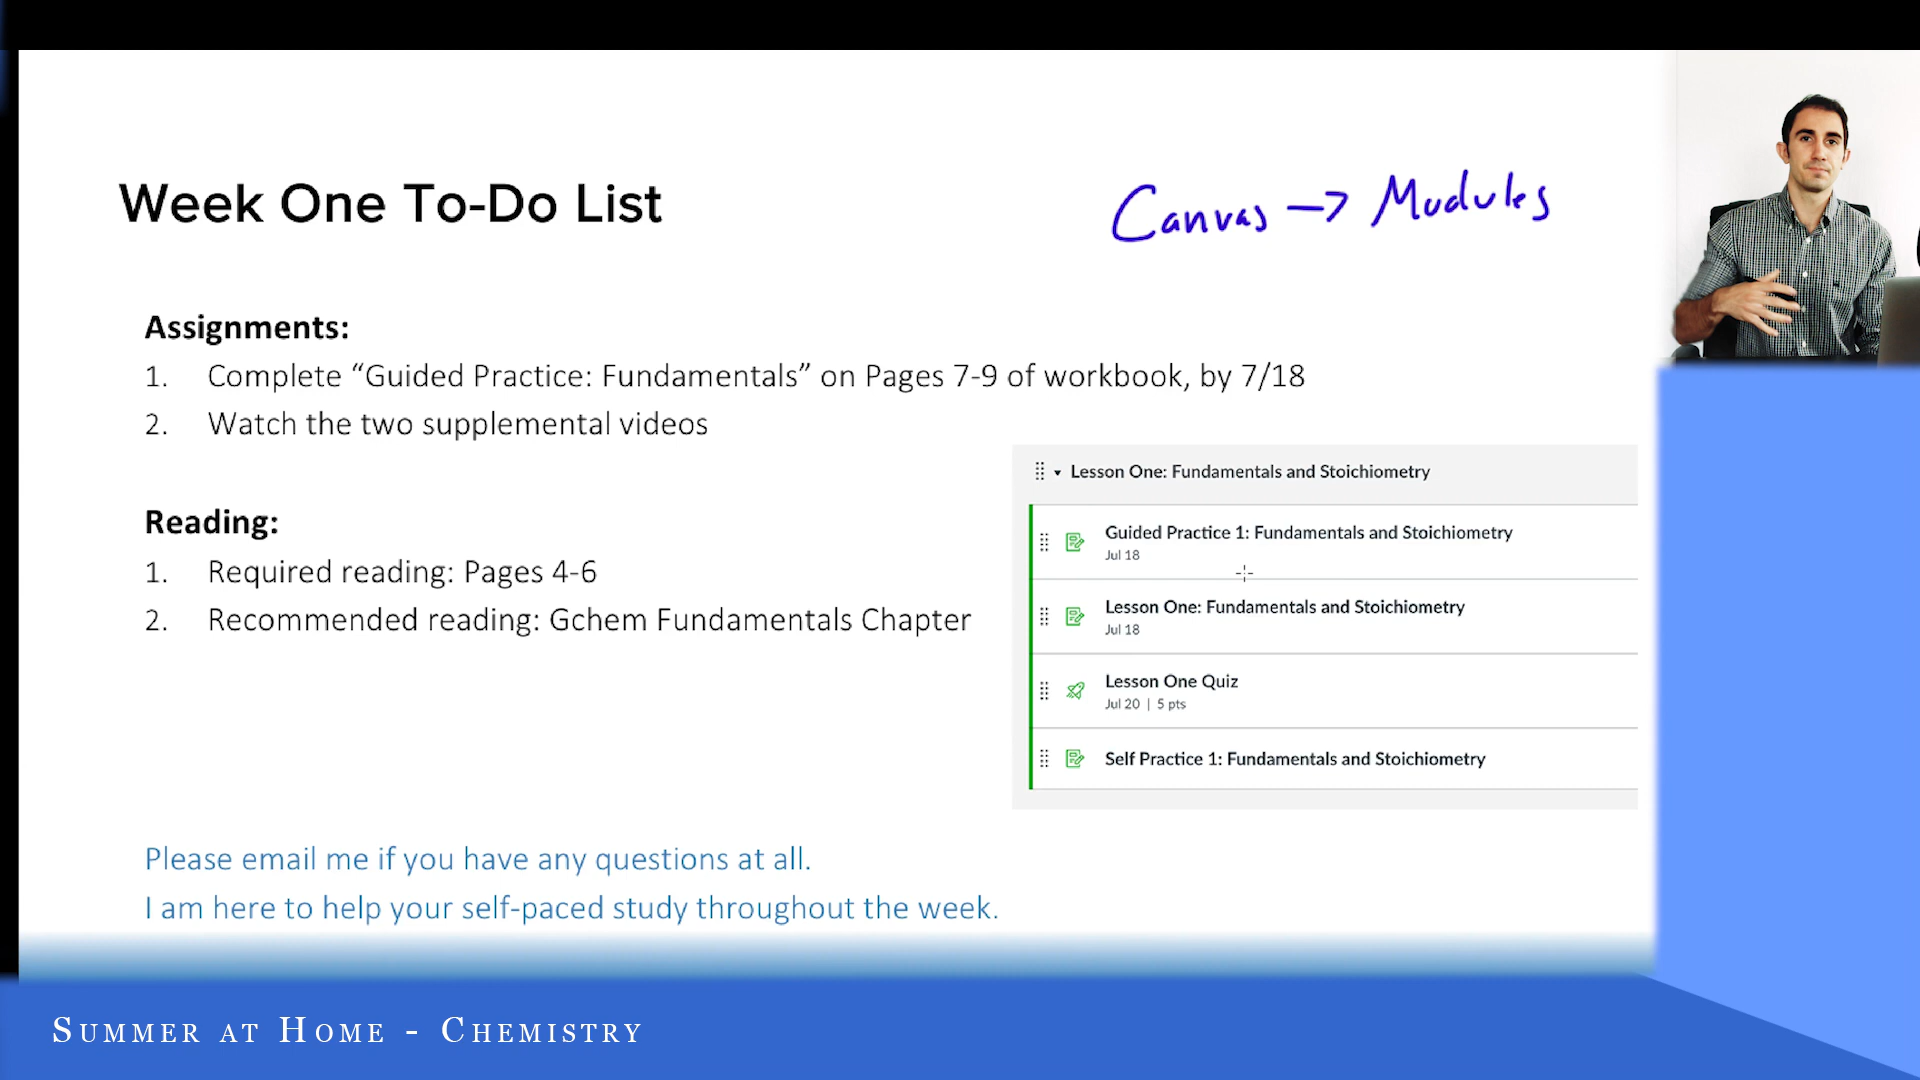 Week One To-Do List
Canvas → Modules
Assignments:
1. Complete “Guided Practice: Fundamentals” on Pages 7-9 of workbook, by 7/18
2. Watch the two supplemental videos
Reading:
1. Required reading: Pages 4-6
2. Recommended reading: Gchem Fundamentals Chapter
Lesson One: Fundamentals and Stoichiometry
Guided Practice 1: Fundamentals and Stoichiometry
Jul 18
Lesson One: Fundamentals and Stoichiometry
Jul 18
Lesson One Quiz
Jul 20 | 5 pts
Self Practice 1: Fundamentals and Stoichiometry
Please email me if you have any questions at all.
I am here to help your self-paced study throughout the week.
Summer at Home - Chemistry